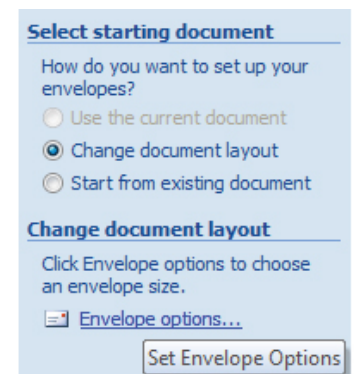 Select starting document
How do you want to set up your
envelopes?
Use the current document
Change document layout
Start from existing document
Change document layout
Click Envelope options to choose
an envelope size.
Envelope options...
Set Envelope Options